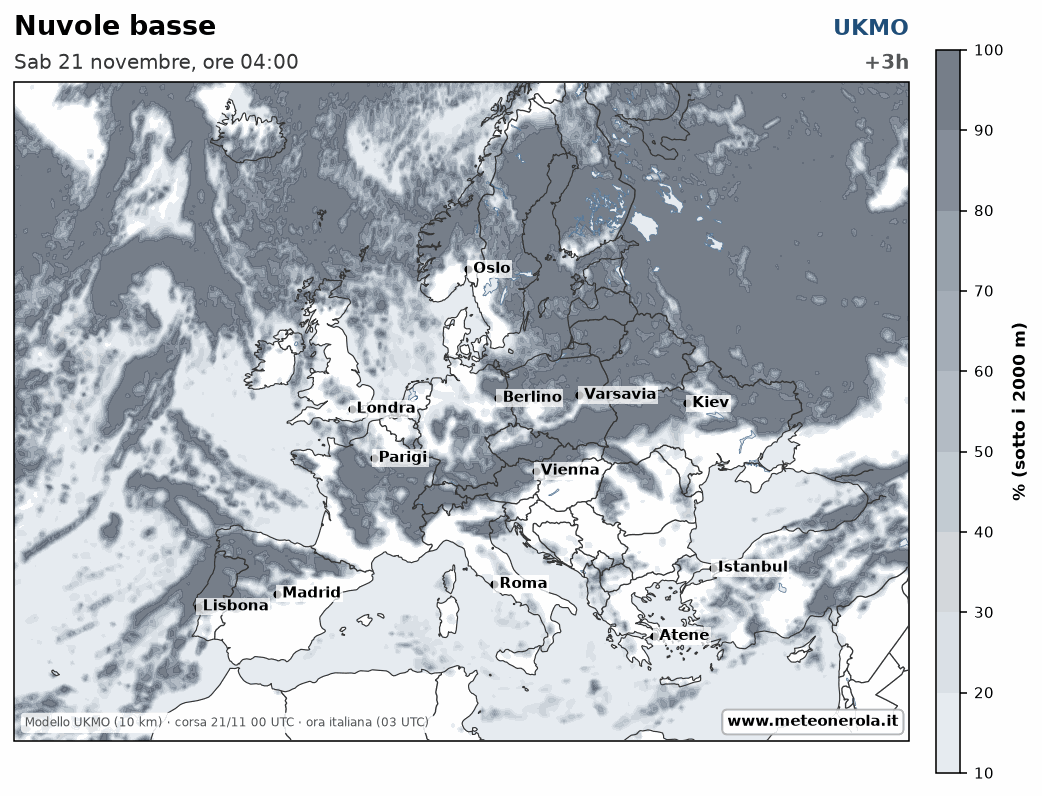 Nuvole basse
UKMO
Sab 21 novembre, ore 04:00
+3h
Oslo
Londra
Berlino
Varsavia
Kiev
Parigi
Vienna
Istanbul
Roma
Madrid
Lisbona
Atene
Modello UKMO (10 km) · corsa 21/11 00 UTC · ora italiana (03 UTC)
www.meteonerola.it
100
90
80
70
60
50
40
30
20
10
% (sotto i 2000 m)